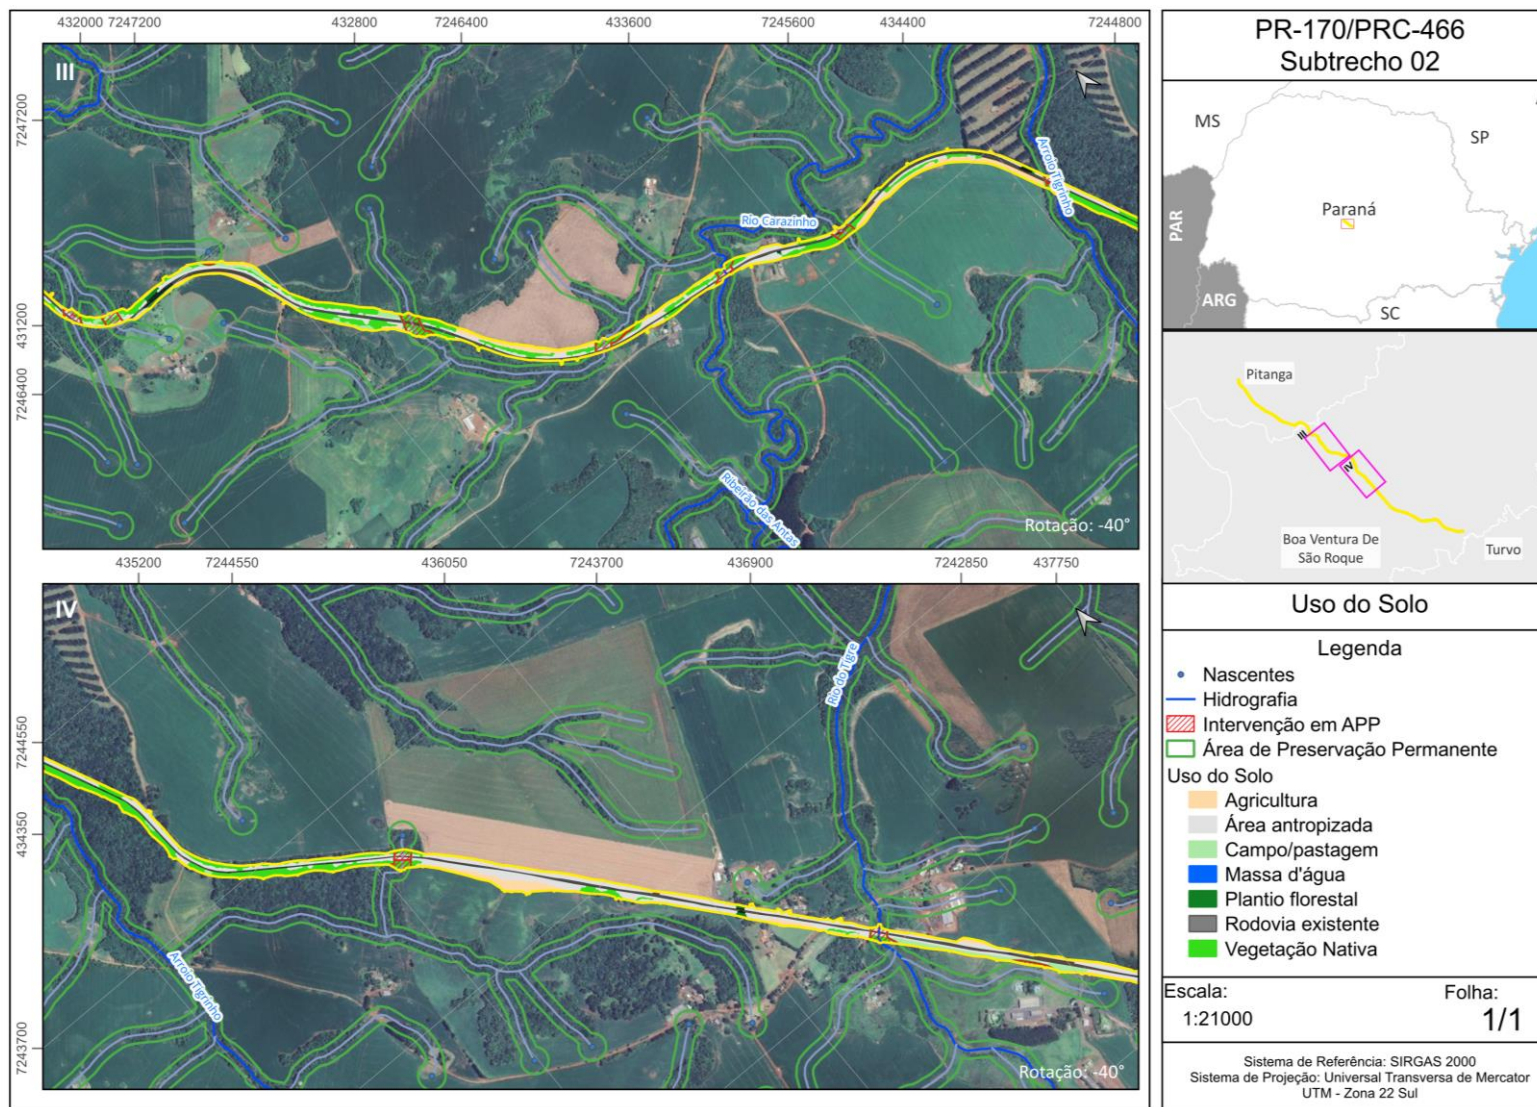 432000 7247200 432800 7246400 433600 7245600 434400 7244800
III
7247200
431200
7246400
Arroio Tigrinho
Rio Carazinho
Ribeirão das Antas
Rotação: -40°
435200 7244550 436050 7243700 436900 7242850 437750
IV
7244550
434350
7243700
Rio do Tigre
Arroio Tigrinho
Rotação: -40°
PR-170/PRC-466
Subtrecho 02
MS
SP
PAR
Paraná
ARG
SC
Pitanga
III
IV
Boa Ventura De
São Roque
Turvo
Uso do Solo
Legenda
Nascentes
Hidrografia
Intervenção em APP
Área de Preservação Permanente
Uso do Solo
Agricultura
Área antropizada
Campo/pastagem
Massa d'água
Plantio florestal
Rodovia existente
Vegetação Nativa
Escala:
1:21000
Folha:
1/1
Sistema de Referência: SIRGAS 2000
Sistema de Projeção: Universal Transversa de Mercator
UTM - Zona 22 Sul